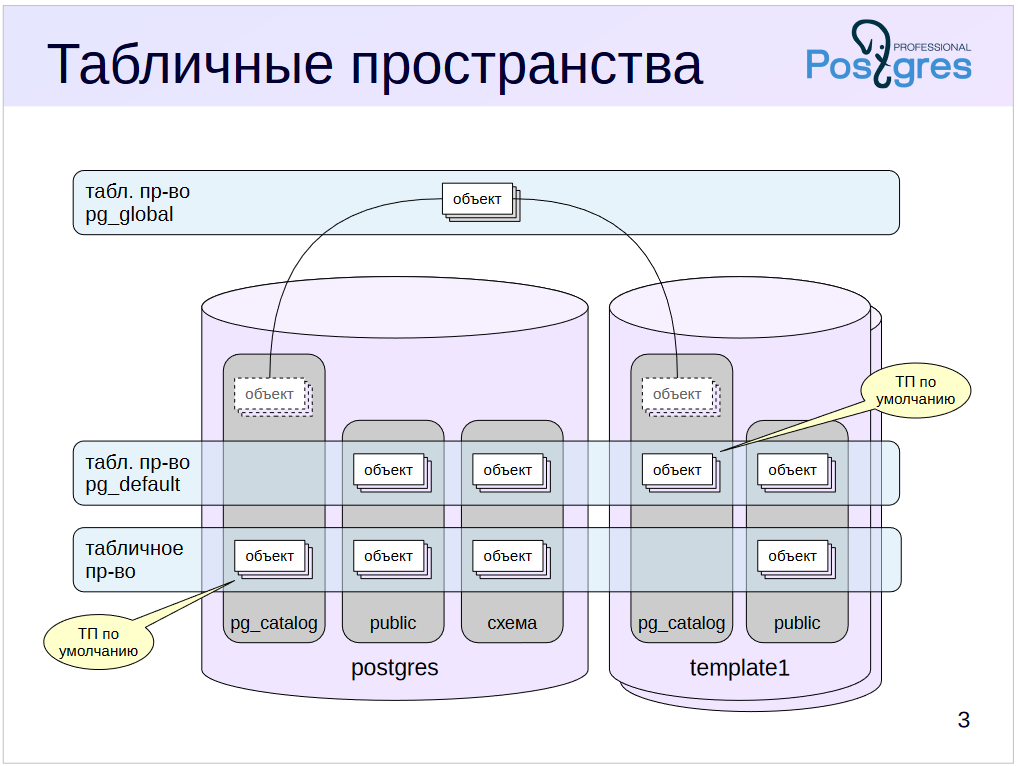 Табличные пространства
PROFESSIONAL
Postgres
табл. пр-во
pg_global
объект
объект
объект
ТП по
умолчанию
табл. пр-во
pg_default
объект
объект
объект
объект
табличное
пр-во
объект
объект
объект
объект
ТП по
умолчанию
pg_catalog
public
схема
pg_catalog
public
postgres
template1
3